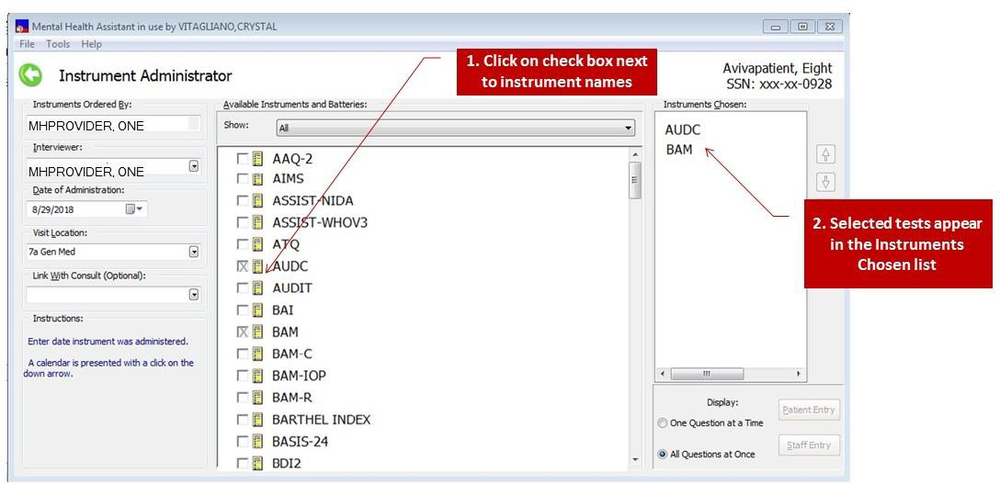 Mental Health Assistant in use by VITAGLIANO,CRYSTAL
File Tools Help
Instrument Administrator
1. Click on check box next
to instrument names
Avivapatient, Eight
SSN: xxx-xx-0928
Instruments Ordered By:
MHPROVIDER, ONE
Interviewer:
MHPROVIDER, ONE
Date of Administration:
8/29/2018
Visit Location:
7a Gen Med
Link With Consult (Optional):
Instructions:
Enter date instrument was administered.
A calendar is presented with a click on the
down arrow.
Available Instruments and Batteries:
Show: All
AAQ-2
AIMS
ASSIST-NIDA
ASSIST-WHOV3
ATQ
AUDC
AUDIT
BAI
BAM
BAM-C
BAM-IOP
BAM-R
BARTHEL INDEX
BASIS-24
BDI2
Instruments Chosen:
AUDC
BAM
2. Selected tests appear
in the Instruments
Chosen list
Display:
One Question at a Time
All Questions at Once
Patient Entry
Staff Entry